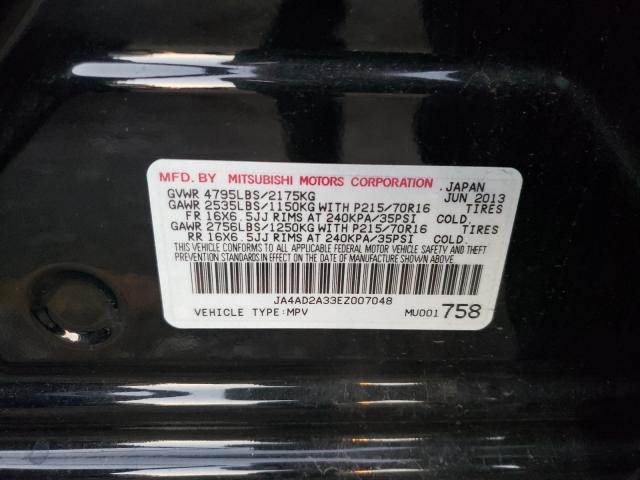 MFD. BY MITSUBISHI MOTORS CORPORATION . JAPAN
GVWR 4795LBS/2175KG JUN 2013
GAWR 2535LBS/1150KG WITH P215/70R16 TIRES
FR 16X6.5JJ RIMS AT 240KPA/35PSI COLD.
GAWR 2756LBS/1250KG WITH P215/70R16 TIRES
RR 16X6.5JJ RIMS AT 240KPA/35PSI COLD.
THIS VEHICLE CONFORMS TO ALL APPLICABLE FEDERAL MOTOR VEHICLE SAFETY AND THEFT
PREVENTION STANDARDS IN EFFECT ON THE DATE OF MANUFACTURE SHOWN ABOVE.
JA4AD2A33EZ007048
VEHICLE TYPE:MPV MU001 758